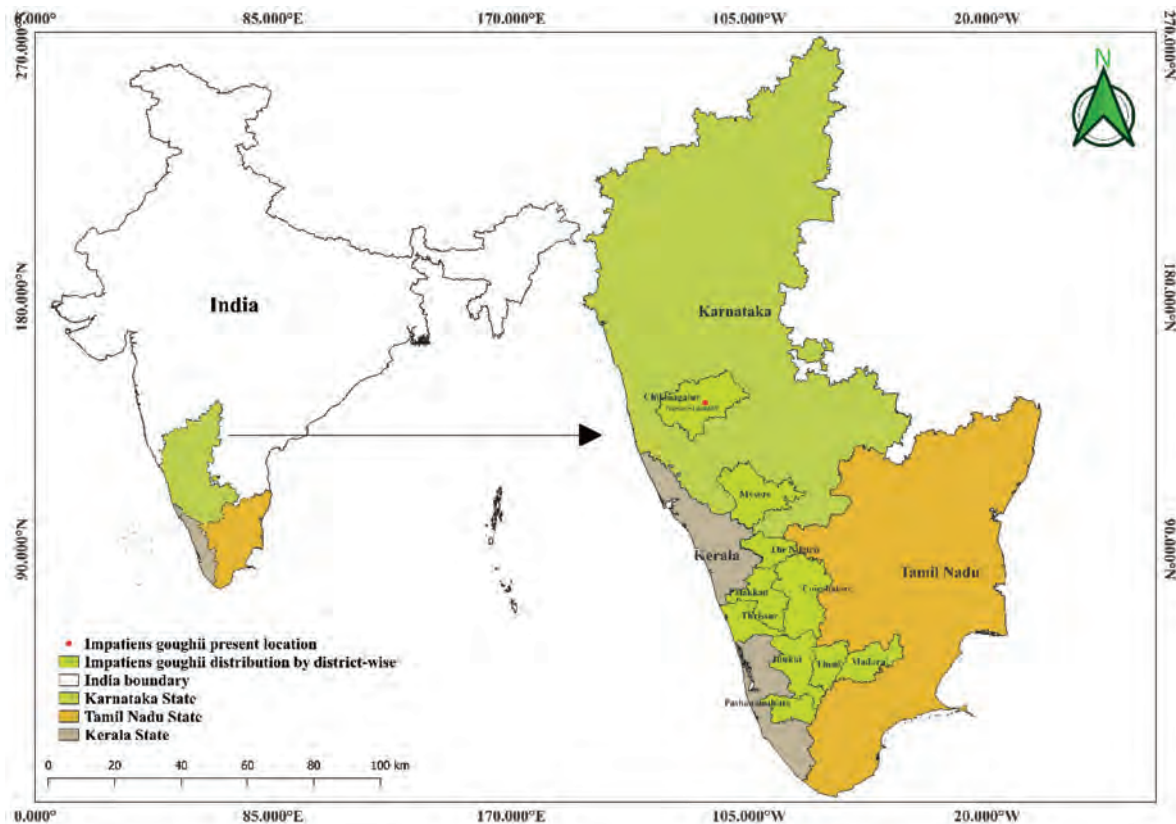 0.000° 85.000°E 170.000°E 105.000°W 20.000°W
270.000°N
270.000°N
N
India
180.000°N
180.000°N
Karnataka
Mysore
90.000°N
90.000°N
Kerala
The Nilgiris
Tamil Nadu
Palakkad
Coimbatore
Thrissur
Idukki
Theni
Madurai
Impatiens goughii present location
Impatiens goughii distribution by district-wise
India boundary
Karnataka State
Tamil Nadu State
Kerala State
0 20 40 60 80 100 km
0.000° 85.000°E 170.000°E 105.000°W 20.000°W